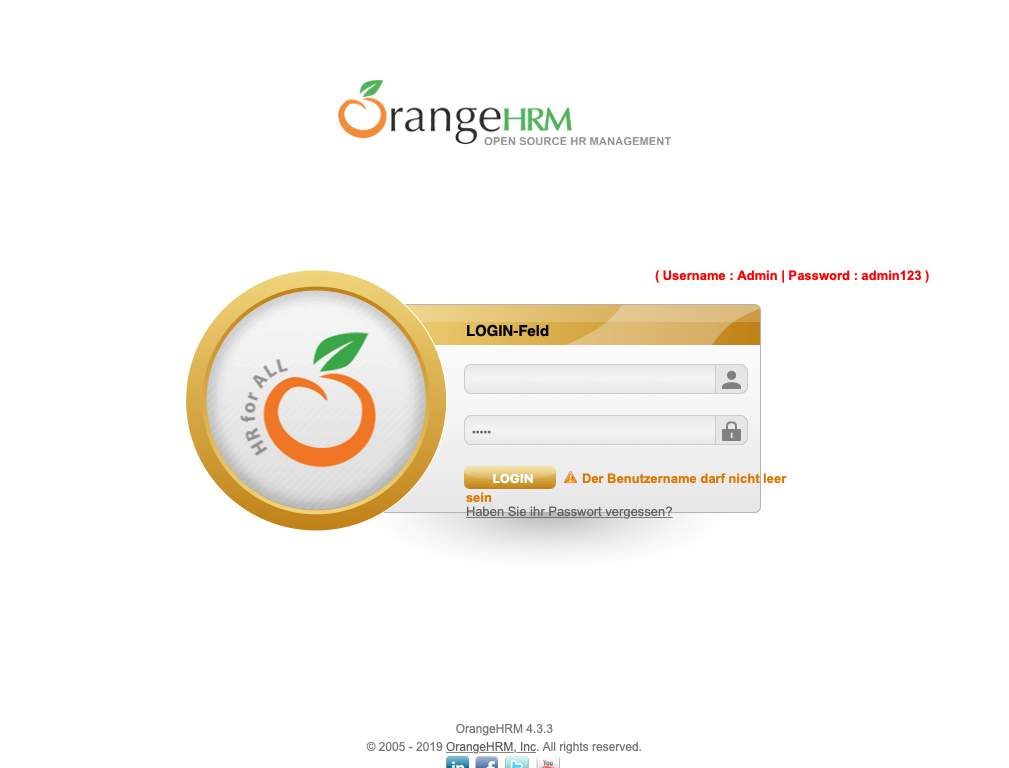 OrangeHRM
OPEN SOURCE HR MANAGEMENT
( Username : Admin | Password : admin123 )
HR for ALL
LOGIN-Feld
•••••
LOGIN Der Benutzername darf nicht leer
sein
Haben Sie ihr Passwort vergessen?
OrangeHRM 4.3.3
© 2005 - 2019 OrangeHRM, Inc. All rights reserved.
in f t You